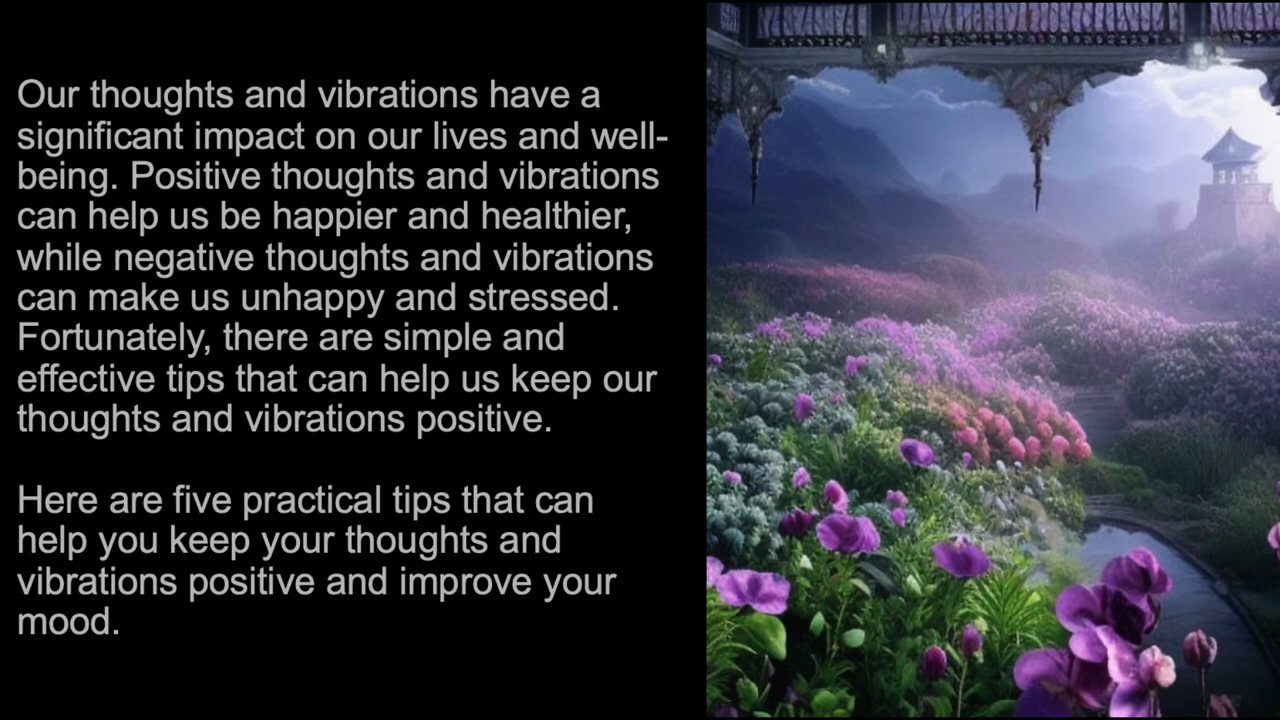 Our thoughts and vibrations have a
significant impact on our lives and well-
being. Positive thoughts and vibrations
can help us be happier and healthier,
while negative thoughts and vibrations
can make us unhappy and stressed.
Fortunately, there are simple and
effective tips that can help us keep our
thoughts and vibrations positive.
Here are five practical tips that can
help you keep your thoughts and
vibrations positive and improve your
mood.